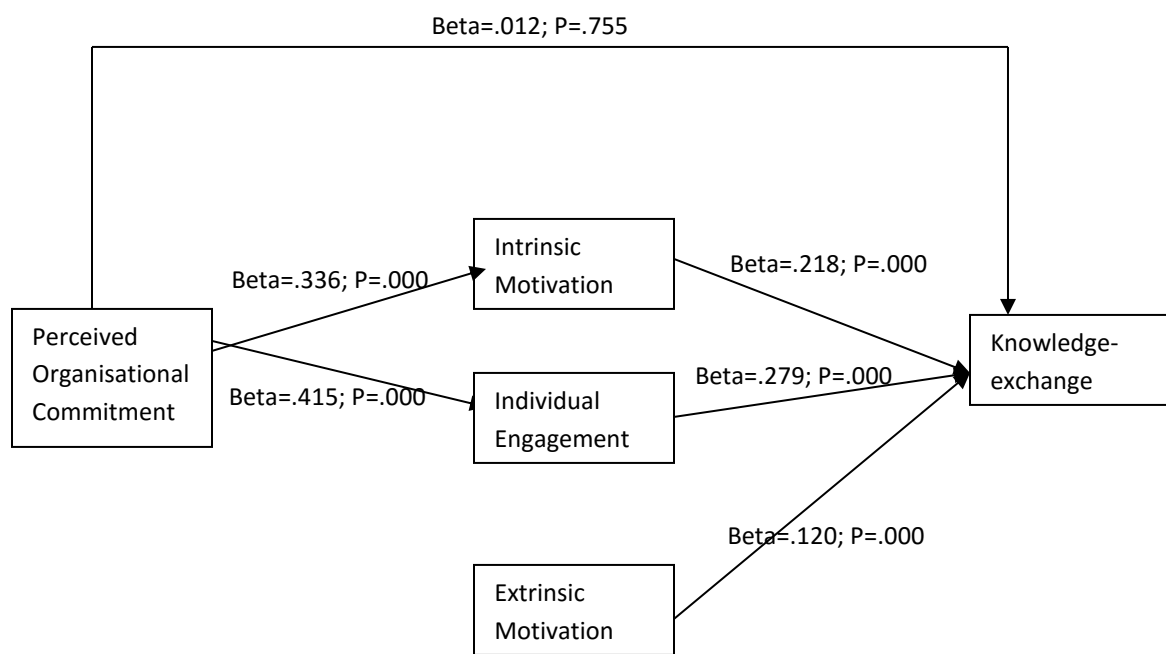 Beta=.012; P=.755
Intrinsic
Motivation
Beta=.336; P=.000
Beta=.218; P=.000
Perceived
Organisational
Commitment
Knowledge-
exchange
Beta=.415; P=.000
Individual
Engagement
Beta=.279; P=.000
Beta=.120; P=.000
Extrinsic
Motivation